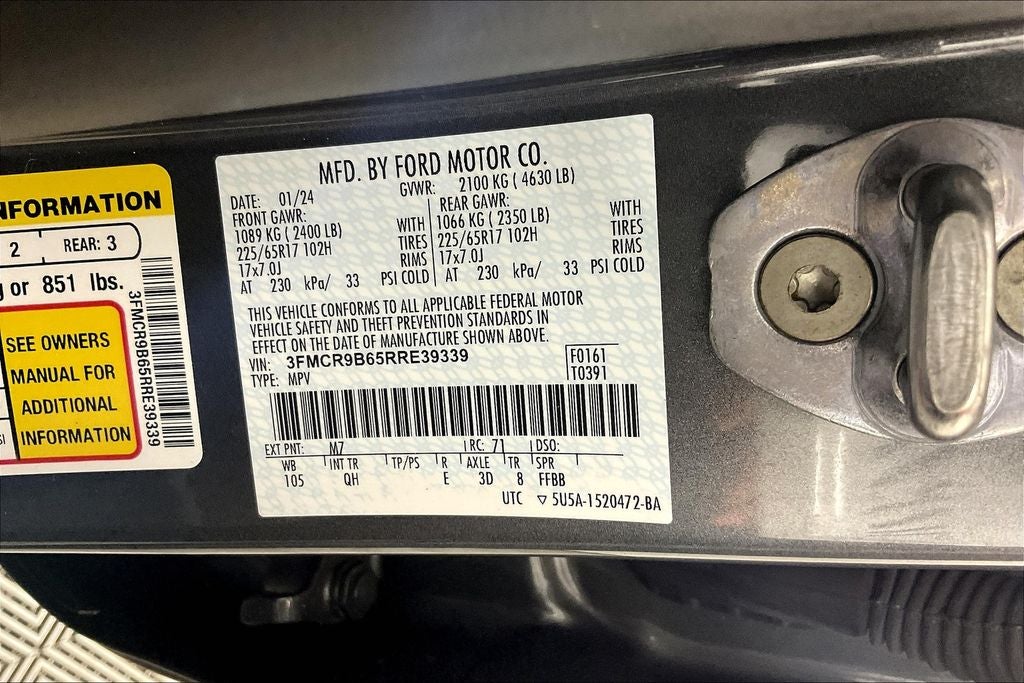 NFORMATION
2 REAR: 3
or 851 lbs.
SEE OWNERS
MANUAL FOR
ADDITIONAL
INFORMATION
3FMCR9B65RRE39339
MFD. BY FORD MOTOR CO.
DATE: 01/24 GVWR: 2100 KG ( 4630 LB)
FRONT GAWR: REAR GAWR:
1089 KG ( 2400 LB) WITH 1066 KG ( 2350 LB) WITH
225/65R17 102H TIRES 225/65R17 102H TIRES
17x7.0J RIMS 17x7.0J RIMS
AT 230 kPa/ 33 PSI COLD AT 230 kPa/ 33 PSI COLD
THIS VEHICLE CONFORMS TO ALL APPLICABLE FEDERAL MOTOR
VEHICLE SAFETY AND THEFT PREVENTION STANDARDS IN
EFFECT ON THE DATE OF MANUFACTURE SHOWN ABOVE.
VIN: 3FMCR9B65RRE39339 F0161
TYPE: MPV T0391
EXT PNT: M7 RC: 71 DSO:
WB INT TR TP/PS R AXLE TR SPR
105 QH E 3D 8 FFBB
UTC ▽ 5U5A-1520472-BA